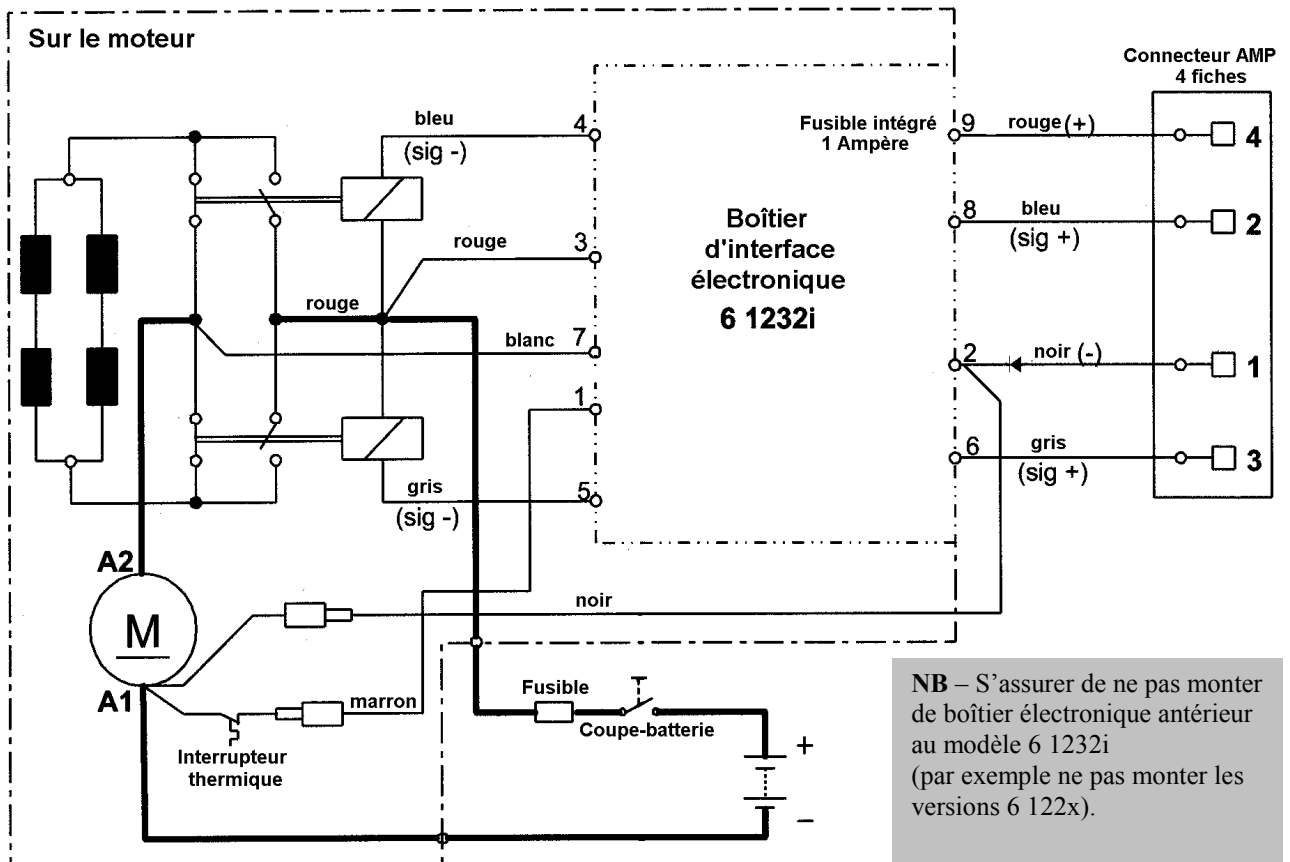 Sur le moteur
Connecteur AMP
4 fiches
bleu
(sig -)
4
Fusible intégré
1 Ampère
9
rouge (+)
4
8
bleu
(sig +)
2
rouge
3
Boîtier
d'interface
électronique
6 1232i
rouge
blanc
7
2
noir (-)
1
1
6
gris
(sig +)
3
gris
(sig -)
5
A2
M
A1
noir
marron
Interrupteur
thermique
Fusible
Coupe-batterie
+
–
NB – S'assurer de ne pas monter
de boîtier électronique antérieur
au modèle 6 1232i
(par exemple ne pas monter les
versions 6 122x).